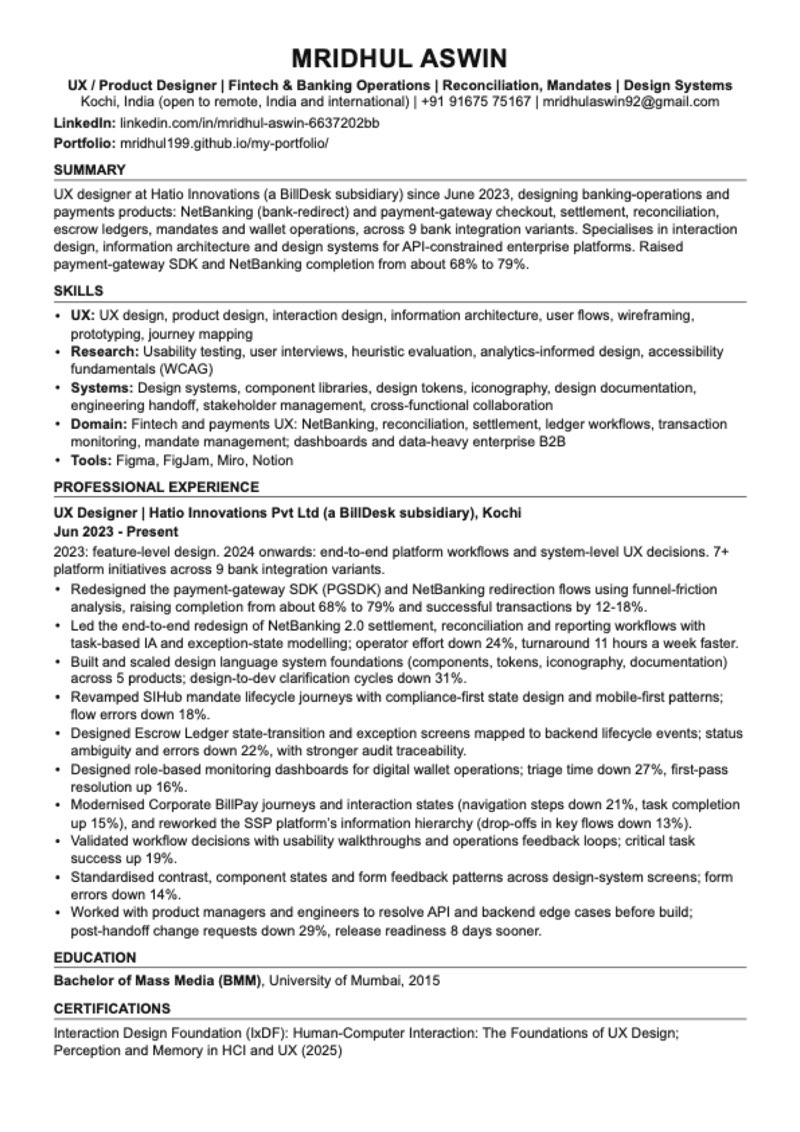 MRIDHUL ASWIN
UX / Product Designer | Fintech & Banking Operations | Reconciliation, Mandates | Design Systems
Kochi, India (open to remote, India and international) | +91 91675 75167 | mridhulaswin92@gmail.com
LinkedIn: linkedin.com/in/mridhul-aswin-6637202bb
Portfolio: mridhul199.github.io/my-portfolio/
SUMMARY
UX designer at Hatio Innovations (a BillDesk subsidiary) since June 2023, designing banking-operations and
payments products: NetBanking (bank-redirect) and payment-gateway checkout, settlement, reconciliation,
escrow ledgers, mandates and wallet operations, across 9 bank integration variants. Specialises in interaction
design, information architecture and design systems for API-constrained enterprise platforms. Raised
payment-gateway SDK and NetBanking completion from about 68% to 79%.
SKILLS
• UX: UX design, product design, interaction design, information architecture, user flows, wireframing,
prototyping, journey mapping
• Research: Usability testing, user interviews, heuristic evaluation, analytics-informed design, accessibility
fundamentals (WCAG)
• Systems: Design systems, component libraries, design tokens, iconography, design documentation,
engineering handoff, stakeholder management, cross-functional collaboration
• Domain: Fintech and payments UX: NetBanking, reconciliation, settlement, ledger workflows, transaction
monitoring, mandate management; dashboards and data-heavy enterprise B2B
• Tools: Figma, FigJam, Miro, Notion
PROFESSIONAL EXPERIENCE
UX Designer | Hatio Innovations Pvt Ltd (a BillDesk subsidiary), Kochi
Jun 2023 - Present
2023: feature-level design. 2024 onwards: end-to-end platform workflows and system-level UX decisions. 7+
platform initiatives across 9 bank integration variants.
• Redesigned the payment-gateway SDK (PGSDK) and NetBanking redirection flows using funnel-friction
analysis, raising completion from about 68% to 79% and successful transactions by 12-18%.
• Led the end-to-end redesign of NetBanking 2.0 settlement, reconciliation and reporting workflows with
task-based IA and exception-state modelling; operator effort down 24%, turnaround 11 hours a week faster.
• Built and scaled design language system foundations (components, tokens, iconography, documentation)
across 5 products; design-to-dev clarification cycles down 31%.
• Revamped SIHub mandate lifecycle journeys with compliance-first state design and mobile-first patterns;
flow errors down 18%.
• Designed Escrow Ledger state-transition and exception screens mapped to backend lifecycle events; status
ambiguity and errors down 22%, with stronger audit traceability.
• Designed role-based monitoring dashboards for digital wallet operations; triage time down 27%, first-pass
resolution up 16%.
• Modernised Corporate BillPay journeys and interaction states (navigation steps down 21%, task completion
up 15%), and reworked the SSP platform's information hierarchy (drop-offs in key flows down 13%).
• Validated workflow decisions with usability walkthroughs and operations feedback loops; critical task
success up 19%.
• Standardised contrast, component states and form feedback patterns across design-system screens; form
errors down 14%.
• Worked with product managers and engineers to resolve API and backend edge cases before build;
post-handoff change requests down 29%, release readiness 8 days sooner.
EDUCATION
Bachelor of Mass Media (BMM), University of Mumbai, 2015
CERTIFICATIONS
Interaction Design Foundation (IxDF): Human-Computer Interaction: The Foundations of UX Design;
Perception and Memory in HCI and UX (2025)